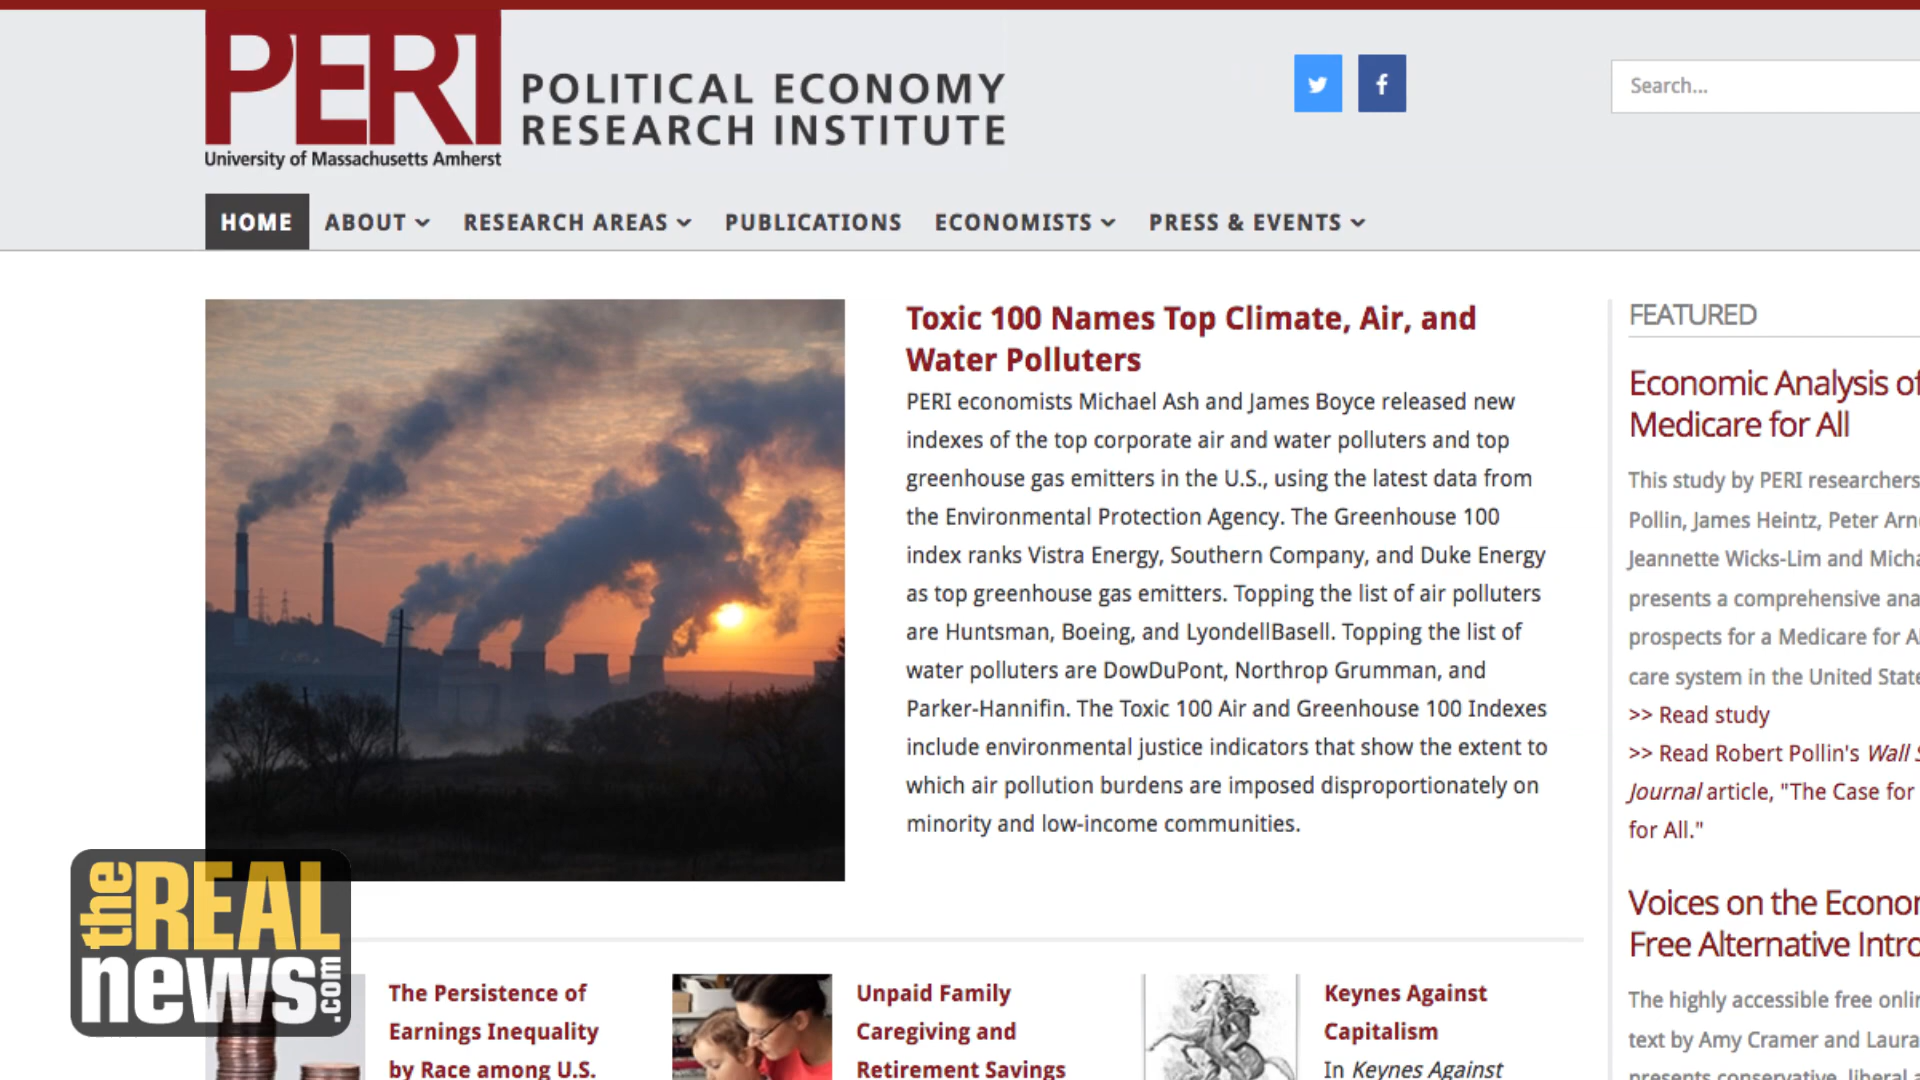 PERI
University of Massachusetts Amherst
POLITICAL ECONOMY
RESEARCH INSTITUTE
Search...
HOME
ABOUT
RESEARCH AREAS
PUBLICATIONS
ECONOMISTS
PRESS & EVENTS
Toxic 100 Names Top Climate, Air, and
Water Polluters
PERI economists Michael Ash and James Boyce released new
indexes of the top corporate air and water polluters and top
greenhouse gas emitters in the U.S., using the latest data from
the Environmental Protection Agency. The Greenhouse 100
index ranks Vistra Energy, Southern Company, and Duke Energy
as top greenhouse gas emitters. Topping the list of air polluters
are Huntsman, Boeing, and LyondellBasell. Topping the list of
water polluters are DowDuPont, Northrop Grumman, and
Parker-Hannifin. The Toxic 100 Air and Greenhouse 100 Indexes
include environmental justice indicators that show the extent to
which air pollution burdens are imposed disproportionately on
minority and low-income communities.
FEATURED
Economic Analysis of
Medicare for All
This study by PERI researchers
Pollin, James Heintz, Peter
Jeannette Wicks-Lim and
presents a comprehensive
prospects for a Medicare for
care system in the United
>> Read study
>> Read Robert Pollin's Wall
Journal article, "The Case for
for All."
Voices on the
Free Alternative
The highly accessible free
text by Amy Cramer and Laura
presents conservative, liberal
the REAL
news.com
The Persistence of
Earnings Inequality
by Race among U.S.
Unpaid Family
Caregiving and
Retirement Savings
Keynes Against
Capitalism
In Keynes Against